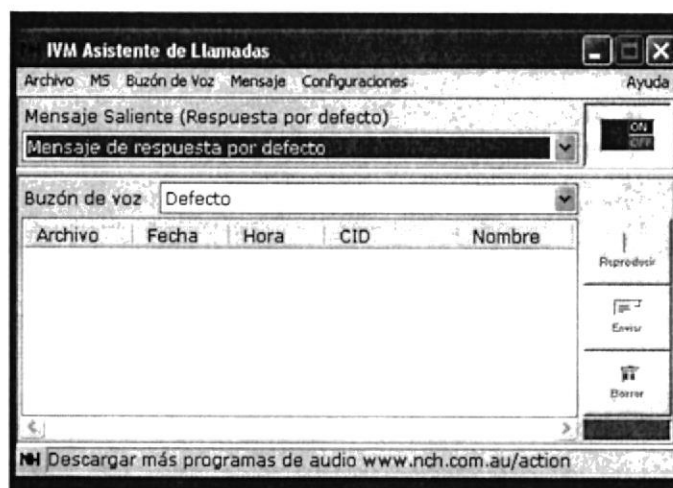 IVM Asistente de Llamadas
Archivo MS Buzón de Voz Mensaje Configuraciones Ayuda
Mensaje Saliente (Respuesta por defecto)
ON
OFF
Mensaje de respuesta por defecto
Buzón de voz Defecto
Archivo Fecha Hora CID Nombre
Reproducir
Enviar
Borrar
NCH Descargar más programas de audio www.nch.com.au/action